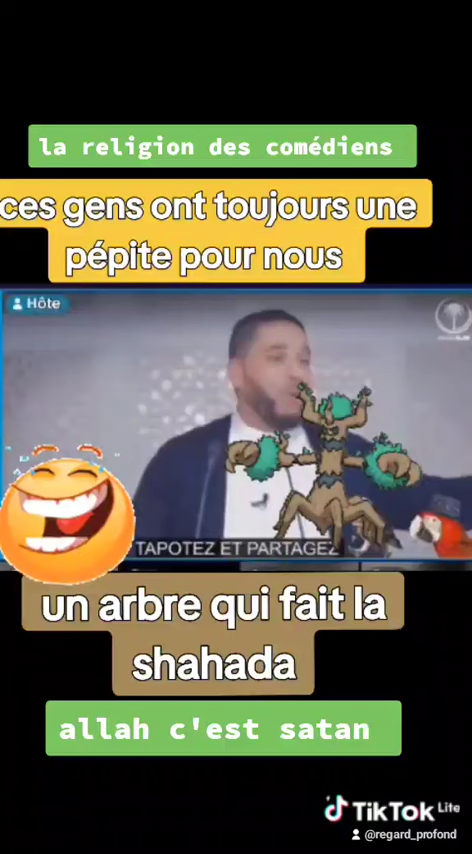 la religion des comédiens
ces gens ont toujours une
pépite pour nous
Hôte
TAPOTEZ ET PARTAGEZ
un arbre qui fait la
shahada
allah c'est satan
TikTok Lite
@regard_profond